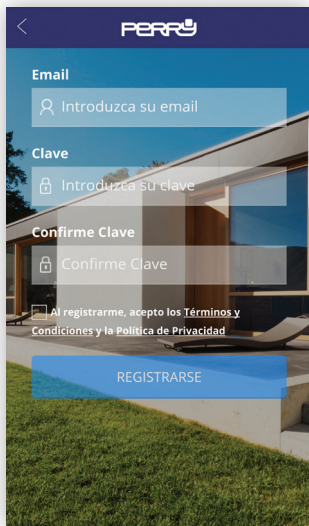 PERRY
Email
Introduzca su email
Clave
Introduzca su clave
Confirme Clave
Confirme Clave
Al registrarme, acepto los Términos y
Condiciones y la Política de Privacidad
REGISTRARSE